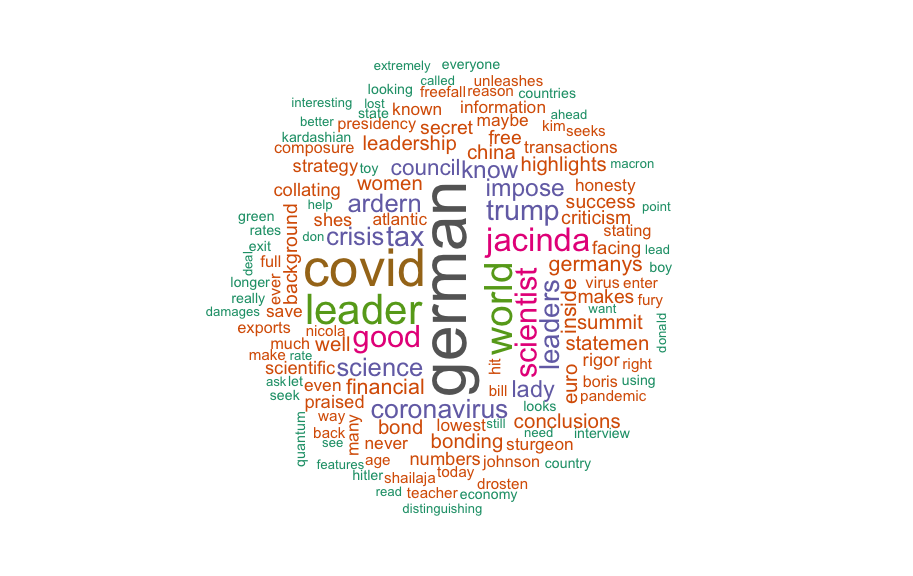 extremely everyone
looking called unleashes
freefall reason countries
interesting lost known information
state ahead
better presidency secret maybe kim seeks
kardashian leadership free transactions
composure china
strategy toy council know highlights macron
collating women impose honesty
help ardern trump success point
green shes atlantic criticism
rates don crisis tax jacinda stating
exit background facing lead
deal full covid german world germanys boy
longer ever scientist leaders inside virus enter
really save leader makes fury
damages want
exports nicola good summit donald
much well statemen
make rate hit rigor right
scientific science euro
ask let even financial bill lady boris using
seek praised pandemic
way coronavirus looks
quantum back many bond lowest still conclusions
see never bonding need interview
sturgeon
features age numbers johnson country
hitler shailaja today drosten
read teacher economy
distinguishing